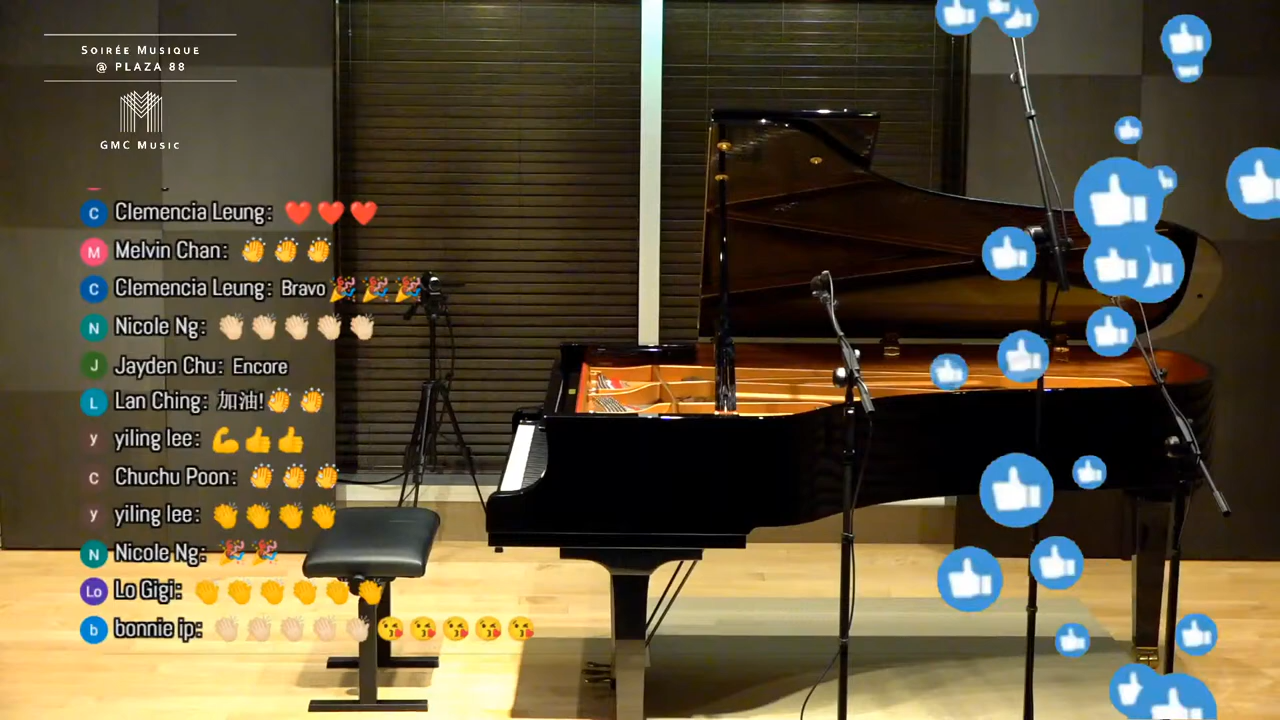 Soirée Musique
@ PLAZA 88
GMC Music
C Clemencia Leung: ❤️❤️❤️
M Melvin Chan: 👏👏👏
C Clemencia Leung: Bravo 🎉🎉🎉
N Nicole Ng: 👏🏻👏🏻👏🏻👏🏻👏🏻
J Jayden Chu: Encore
L Lan Ching: 加油!👏👏
y yiling lee: 💪👍👍
C Chuchu Poon: 👏👏👏
y yiling lee: 👏👏👏👏
N Nicole Ng: 🎉🎉
Lo Lo Gigi: 👏👏👏👏👏👏
b bonnie ip: 👏🏻👏🏻👏🏻👏🏻👏🏻😘😘😘😘😘